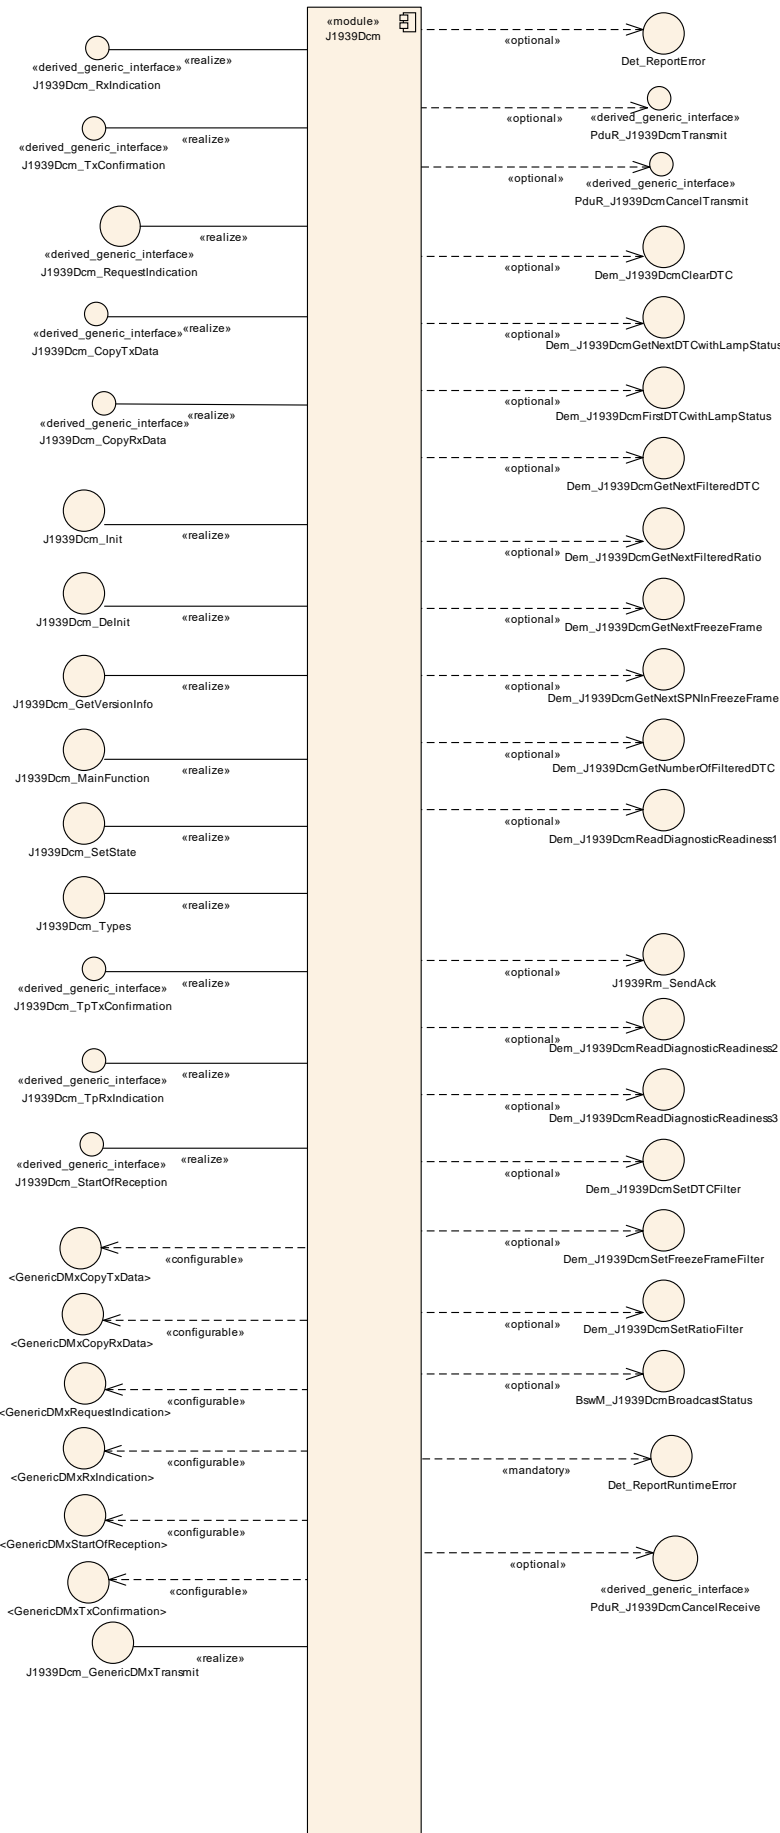 «module»
J1939Dcm
«realize»
«derived_generic_interface»
J1939Dcm_RxIndication
«realize»
«derived_generic_interface»
J1939Dcm_TxConfirmation
«realize»
«derived_generic_interface»
J1939Dcm_RequestIndication
«realize»
«derived_generic_interface»
J1939Dcm_CopyTxData
«realize»
«derived_generic_interface»
J1939Dcm_CopyRxData
«realize»
J1939Dcm_Init
«realize»
J1939Dcm_DeInit
«realize»
J1939Dcm_GetVersionInfo
«realize»
J1939Dcm_MainFunction
«realize»
J1939Dcm_SetState
«realize»
J1939Dcm_Types
«realize»
«derived_generic_interface»
J1939Dcm_TpTxConfirmation
«realize»
«derived_generic_interface»
J1939Dcm_TpRxIndication
«realize»
«derived_generic_interface»
J1939Dcm_StartOfReception
«realize»
«configurable»
<GenericDMxCopyTxData>
«configurable»
<GenericDMxCopyRxData>
«configurable»
<GenericDMxRequestIndication>
«configurable»
<GenericDMxRxIndication>
«configurable»
<GenericDMxStartOfReception>
«configurable»
<GenericDMxTxConfirmation>
J1939Dcm_GenericDMxTransmit
«realize»
«optional»
Det_ReportError
«optional»
«derived_generic_interface»
PduR_J1939DcmTransmit
«optional»
«derived_generic_interface»
PduR_J1939DcmCancelTransmit
«optional»
Dem_J1939DcmClearDTC
«optional»
Dem_J1939DcmGetNextDTCwithLampStatus
«optional»
Dem_J1939DcmFirstDTCwithLampStatus
«optional»
Dem_J1939DcmGetNextFilteredDTC
«optional»
Dem_J1939DcmGetNextFilteredRatio
«optional»
Dem_J1939DcmGetNextFreezeFrame
«optional»
Dem_J1939DcmGetNextSPNInFreezeFrame
«optional»
Dem_J1939DcmGetNumberOfFilteredDTC
«optional»
Dem_J1939DcmReadDiagnosticReadiness1
«optional»
J1939Rm_SendAck
«optional»
Dem_J1939DcmReadDiagnosticReadiness2
«optional»
Dem_J1939DcmReadDiagnosticReadiness3
«optional»
Dem_J1939DcmSetDTCFilter
«optional»
Dem_J1939DcmSetFreezeFrameFilter
«optional»
Dem_J1939DcmSetRatioFilter
«optional»
BswM_J1939DcmBroadcastStatus
«mandatory»
Det_ReportRuntimeError
«optional»
«derived_generic_interface»
PduR_J1939DcmCancelReceive